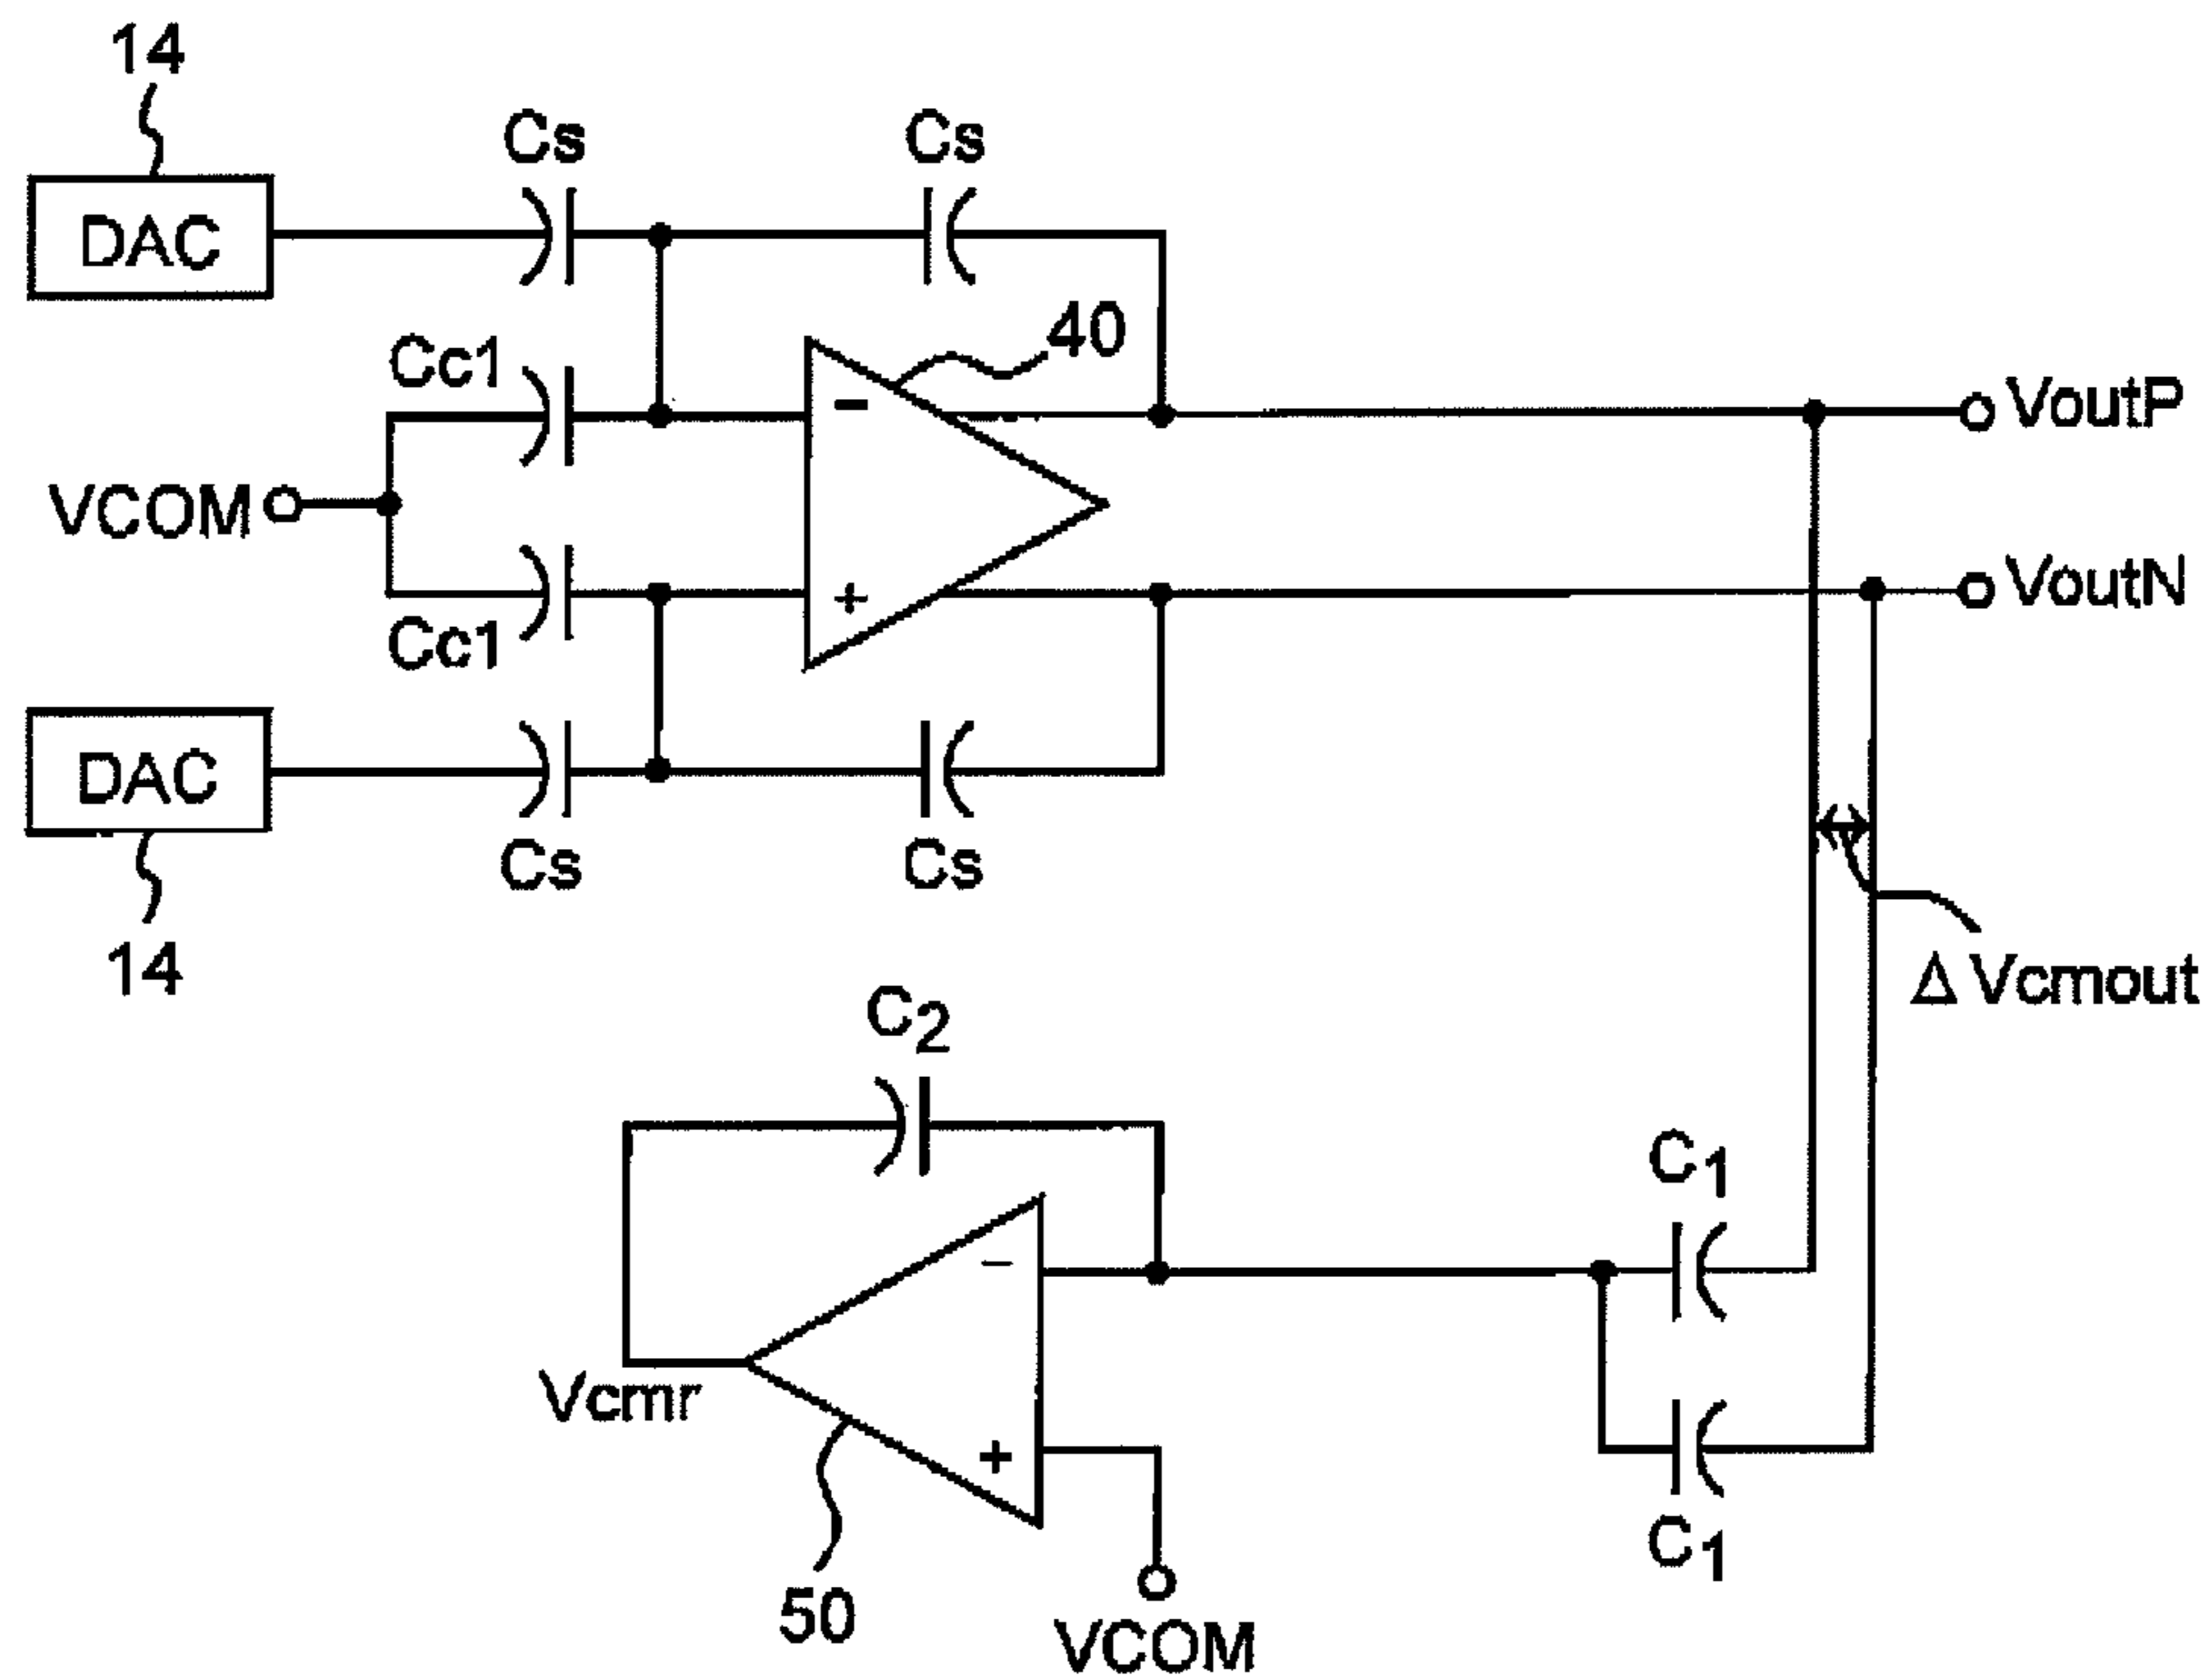 14
Cs
Cs
DAC
40
Cc1
-
VoutP
VCOM
+
VoutN
Cc1
DAC
Cs
Cs
14
Δ Vcmout
C2
C1
-
Vcmr
+
C1
50
VCOM